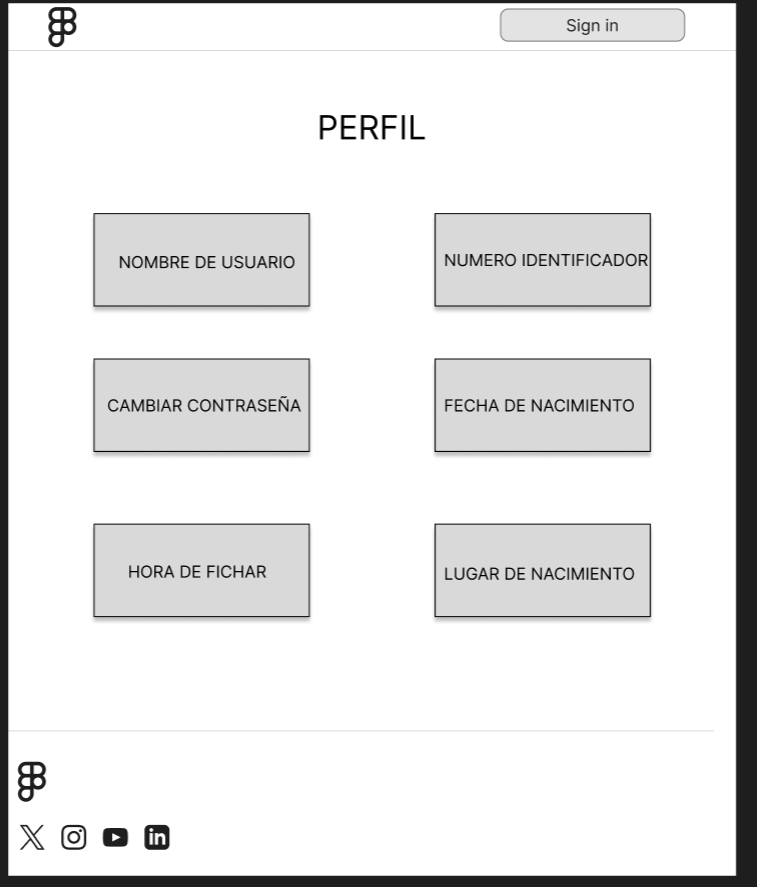 Sign in
PERFIL
NOMBRE DE USUARIO
NUMERO IDENTIFICADOR
CAMBIAR CONTRASEÑA
FECHA DE NACIMIENTO
HORA DE FICHAR
LUGAR DE NACIMIENTO